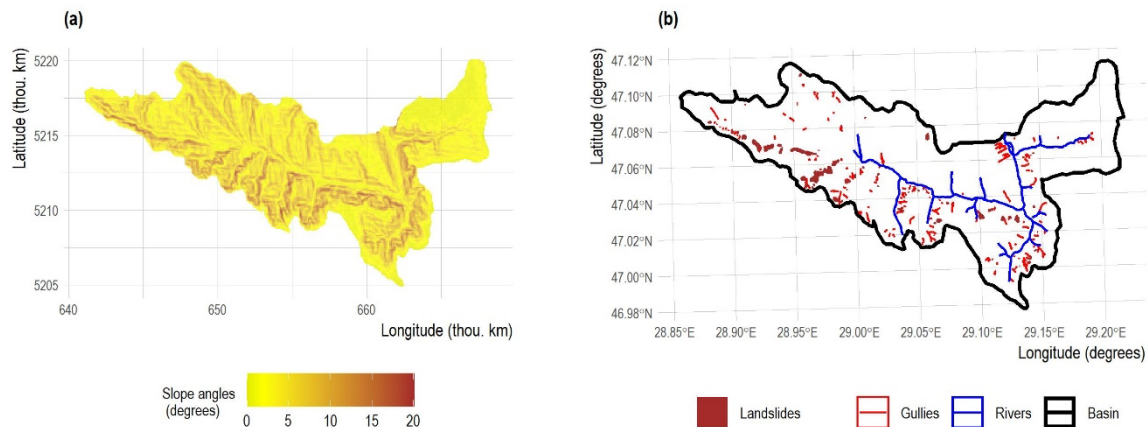 (a)
Latitude (thou. km)
5220
5215
5210
5205
640
650
660
Longitude (thou. km)
Slope angles
(degrees)
0 5 10 15 20
(b)
Latitude (degrees)
47.12°N
47.10°N
47.08°N
47.06°N
47.04°N
47.02°N
47.00°N
46.98°N
28.85°E 28.90°E 28.95°E 29.00°E 29.05°E 29.10°E 29.15°E 29.20°E
Longitude (degrees)
Landslides
Gullies
Rivers
Basin